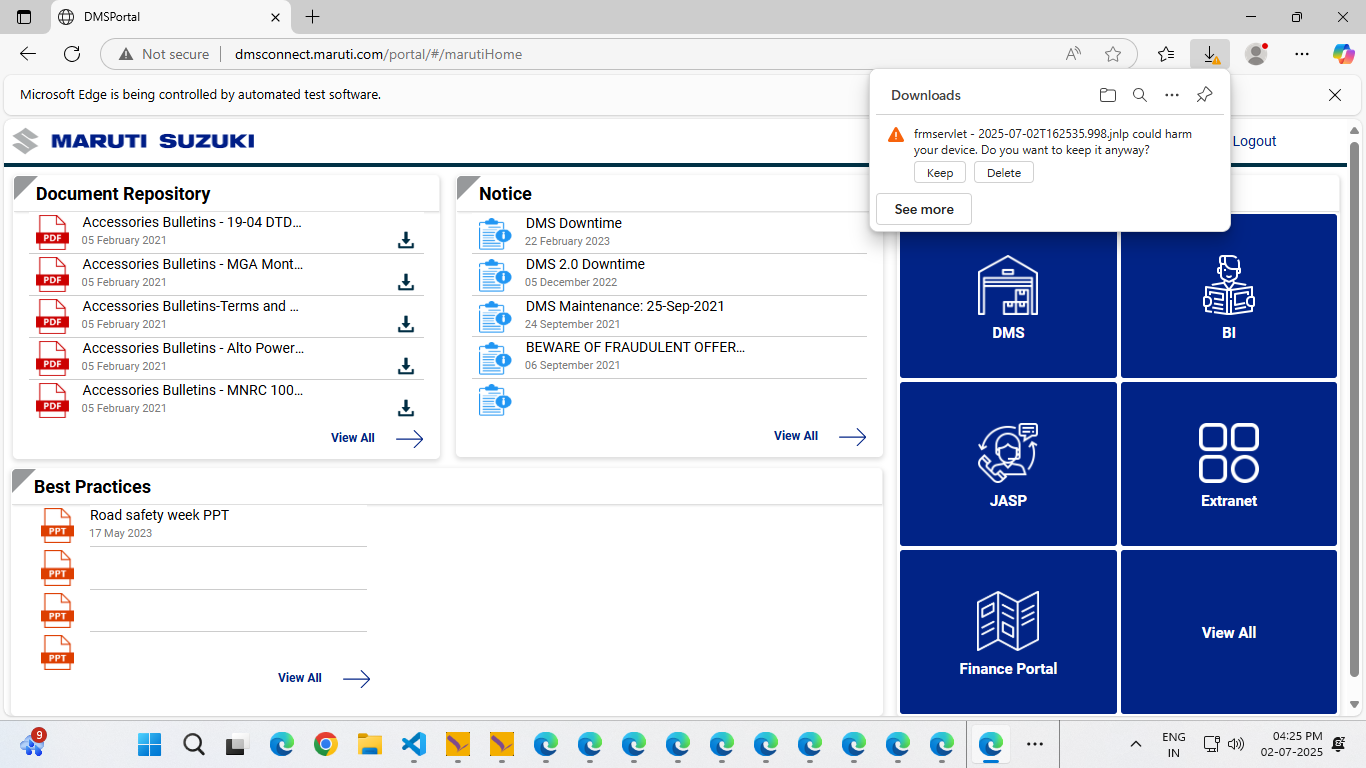 DMSPortal
Not secure
dmsconnect.maruti.com/portal/#/marutiHome
Microsoft Edge is being controlled by automated test software.
Downloads
frmservlet - 2025-07-02T162535.998.jnlp could harm
your device. Do you want to keep it anyway?
Keep
Delete
See more
MARUTI SUZUKI
Logout
Document Repository
PDF
Accessories Bulletins - 19-04 DTD...
05 February 2021
PDF
Accessories Bulletins - MGA Mont...
05 February 2021
PDF
Accessories Bulletins-Terms and ...
05 February 2021
PDF
Accessories Bulletins - Alto Power...
05 February 2021
PDF
Accessories Bulletins - MNRC 100...
05 February 2021
View All
Notice
DMS Downtime
22 February 2023
DMS 2.0 Downtime
05 December 2022
DMS Maintenance: 25-Sep-2021
24 September 2021
BEWARE OF FRAUDULENT OFFER...
06 September 2021
View All
Best Practices
PPT
Road safety week PPT
17 May 2023
PPT
PPT
PPT
View All
DMS
BI
JASP
Extranet
Finance Portal
View All
9
ENG
IN
04:25 PM
02-07-2025